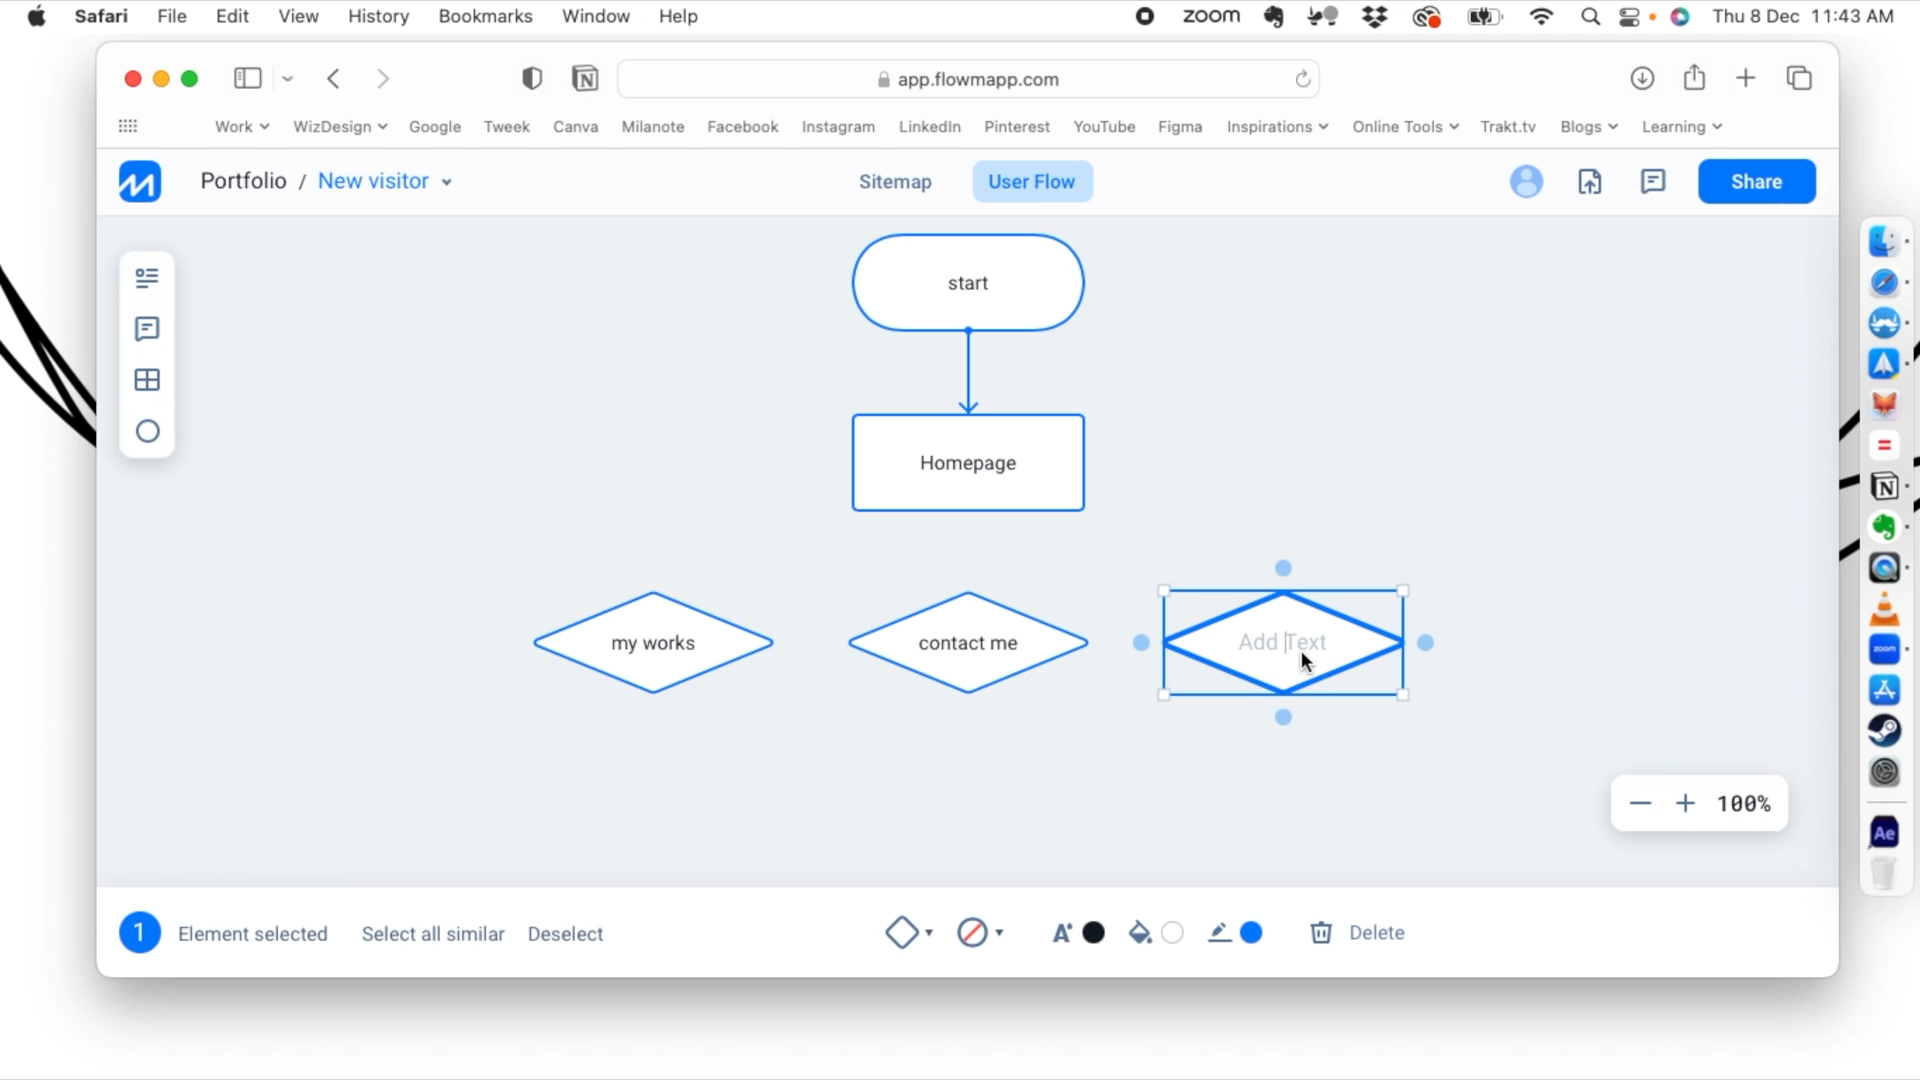 Safari File Edit View History Bookmarks Window Help zoom Thu 8 Dec 11:43 AM
app.flowmapp.com
Work WizDesign Google Tweek Canva Milanote Facebook Instagram LinkedIn Pinterest YouTube Figma Inspirations Online Tools Trakt.tv Blogs Learning
Portfolio / New visitor Sitemap User Flow Share
start
Homepage
my works contact me Add Text
zoom
100%
Ae
1 Element selected Select all similar Deselect A Delete